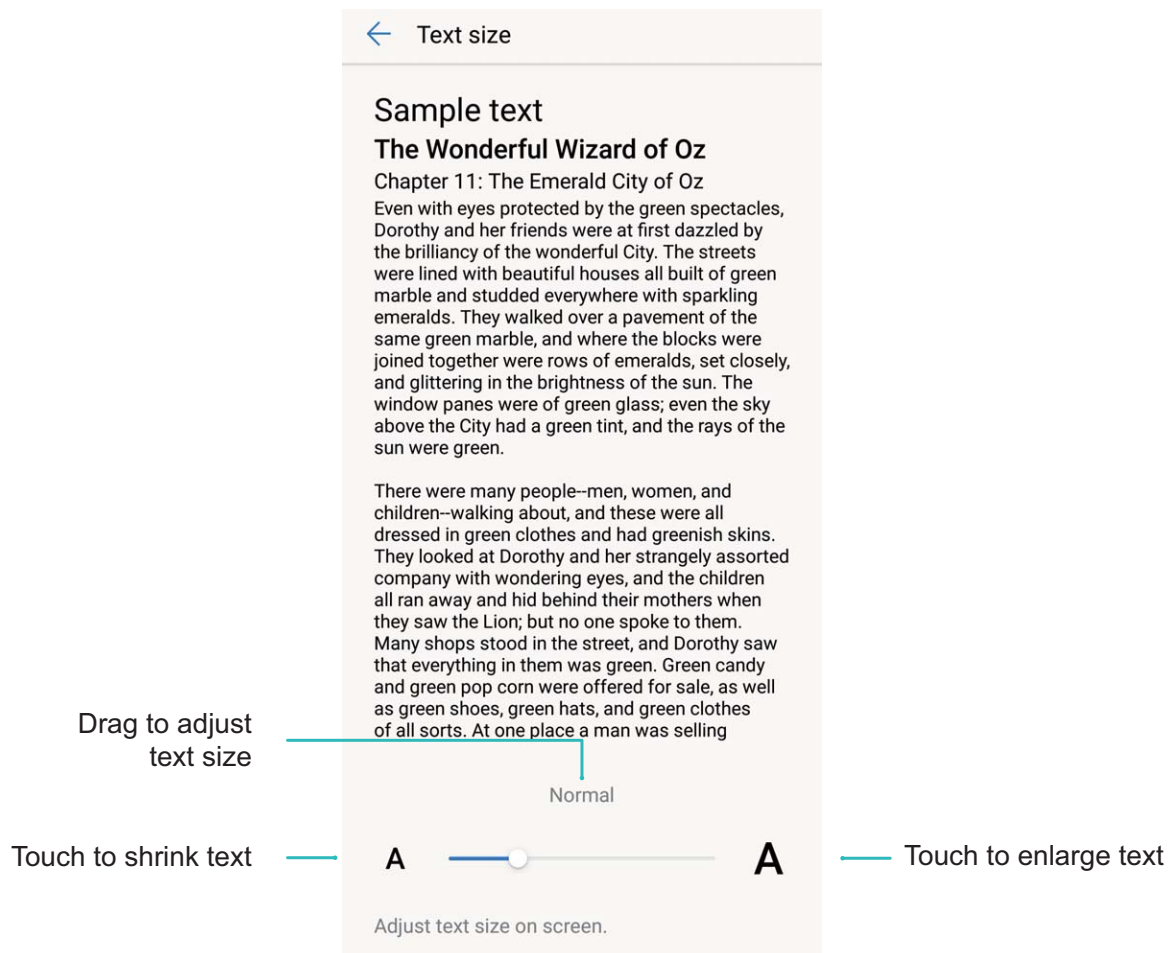 Text size
Sample text
The Wonderful Wizard of Oz
Chapter 11: The Emerald City of Oz
Even with eyes protected by the green spectacles,
Dorothy and her friends were at first dazzled by
the brilliancy of the wonderful City. The streets
were lined with beautiful houses all built of green
marble and studded everywhere with sparkling
emeralds. They walked over a pavement of the
same green marble, and where the blocks were
joined together were rows of emeralds, set closely,
and glittering in the brightness of the sun. The
window panes were of green glass; even the sky
above the City had a green tint, and the rays of the
sun were green.
There were many people--men, women, and
children--walking about, and these were all
dressed in green clothes and had greenish skins.
They looked at Dorothy and her strangely assorted
company with wondering eyes, and the children
all ran away and hid behind their mothers when
they saw the Lion; but no one spoke to them.
Many shops stood in the street, and Dorothy saw
that everything in them was green. Green candy
and green pop corn were offered for sale, as well
as green shoes, green hats, and green clothes
of all sorts. At one place a man was selling
Drag to adjust
text size
Normal
Touch to shrink text
A
A
Touch to enlarge text
Adjust text size on screen.